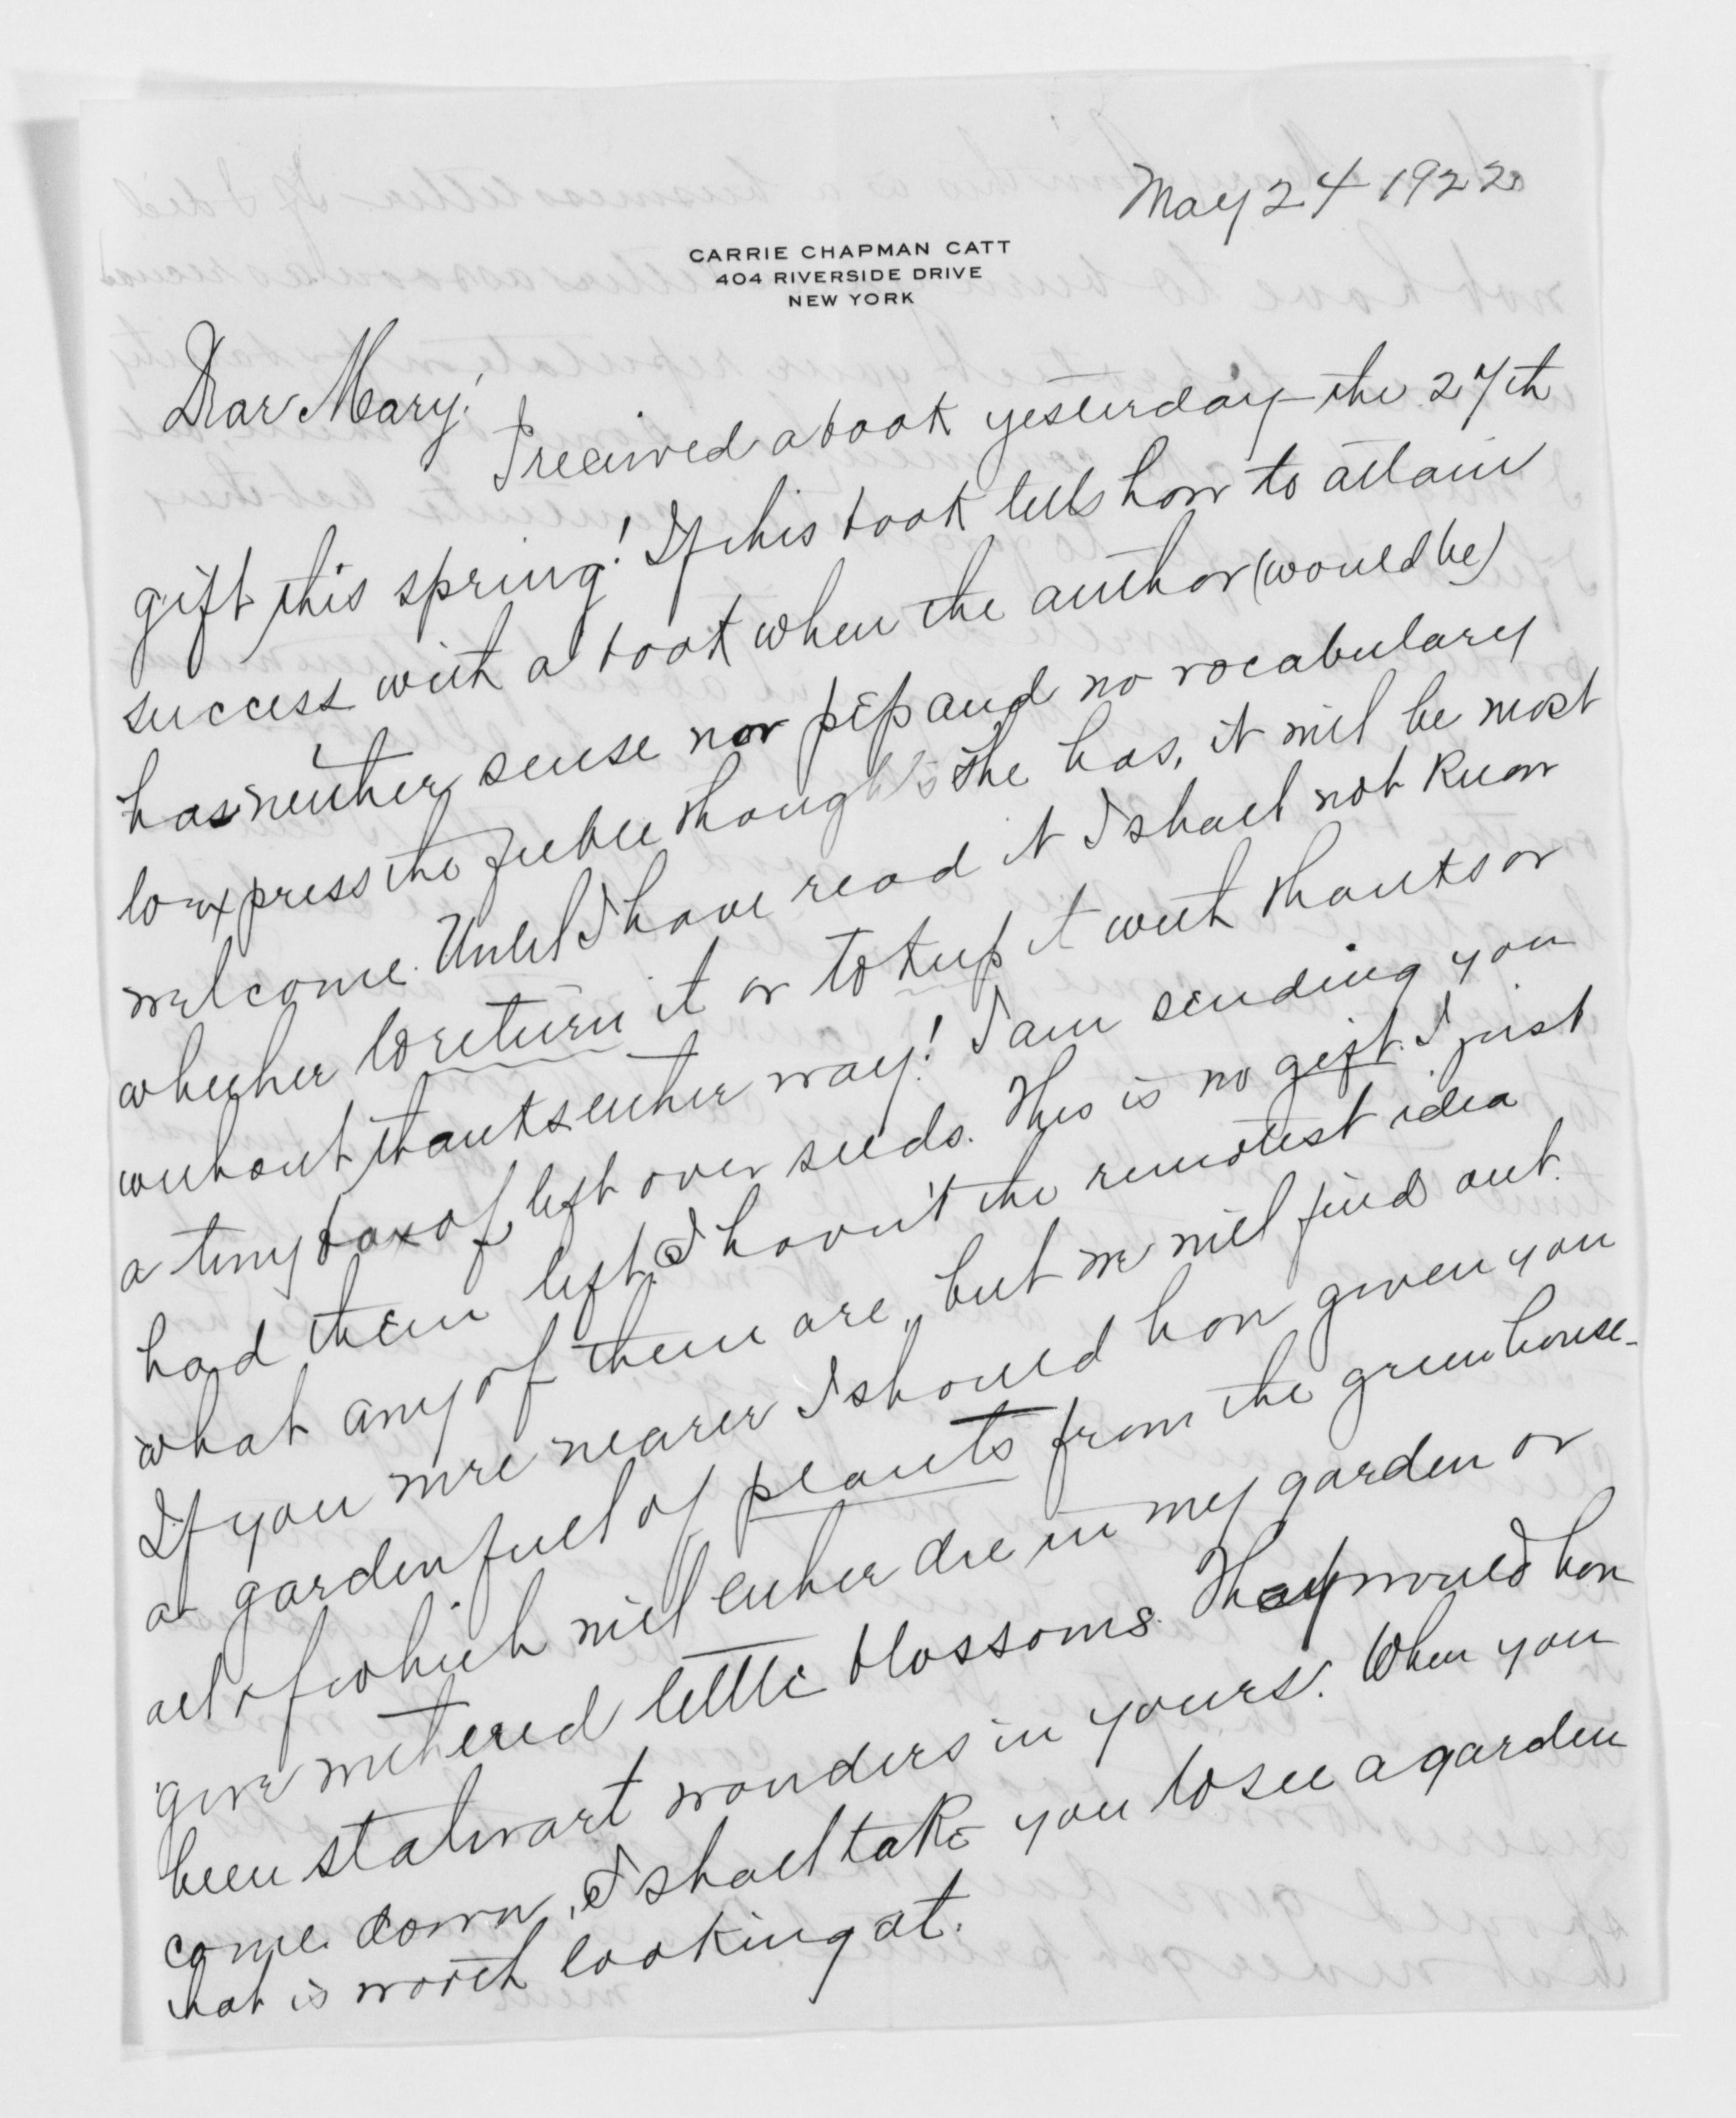 May 24 1922
CARRIE CHAPMAN CATT
404 RIVERSIDE DRIVE
NEW YORK
Dear Mary:
I received a book yesterday—the 27th
gift this spring! If this book tells how to attain
success with a book when the author (would be)
has neither sense nor pep and no vocabulary
to express the feeble thoughts she has, it will be most
welcome. Until I have read it I shall not know
whether to return it or to keep it with thanks or
without thanks either way! I am sending you
a tiny box of left over seeds. This is no gift. I just
had them left. I havn't the remotest idea
what any of them are, but we will find out.
If you were nearer I should have given you
a garden full of plants from the greenhouse—
all of which will either die in my garden or
give withered little blossoms. They would have
been stalwart wonders in yours. When you
come down, I shall take you to see a garden
that is worth looking at.